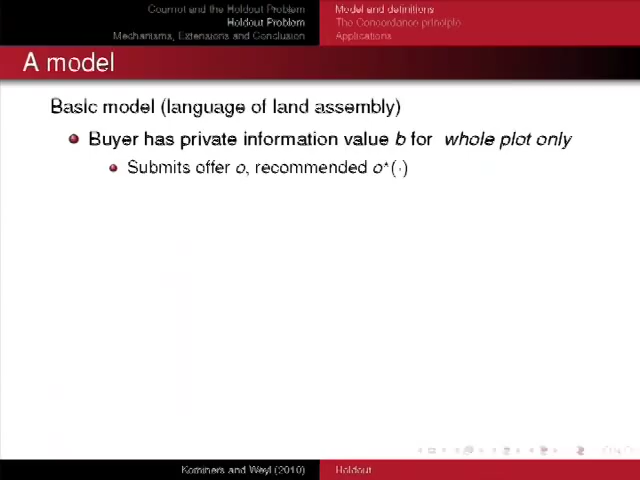 Cournot and the Holdout Problem
Holdout Problem
Mechanisms, Extensions and Conclusion
Model and definitions
The Concordance principle
Applications
A model
Basic model (language of land assembly)
Buyer has private information value b for whole plot only
Submits offer o, recommended o*(·)
Kominers and Weyl (2010)
Holdout